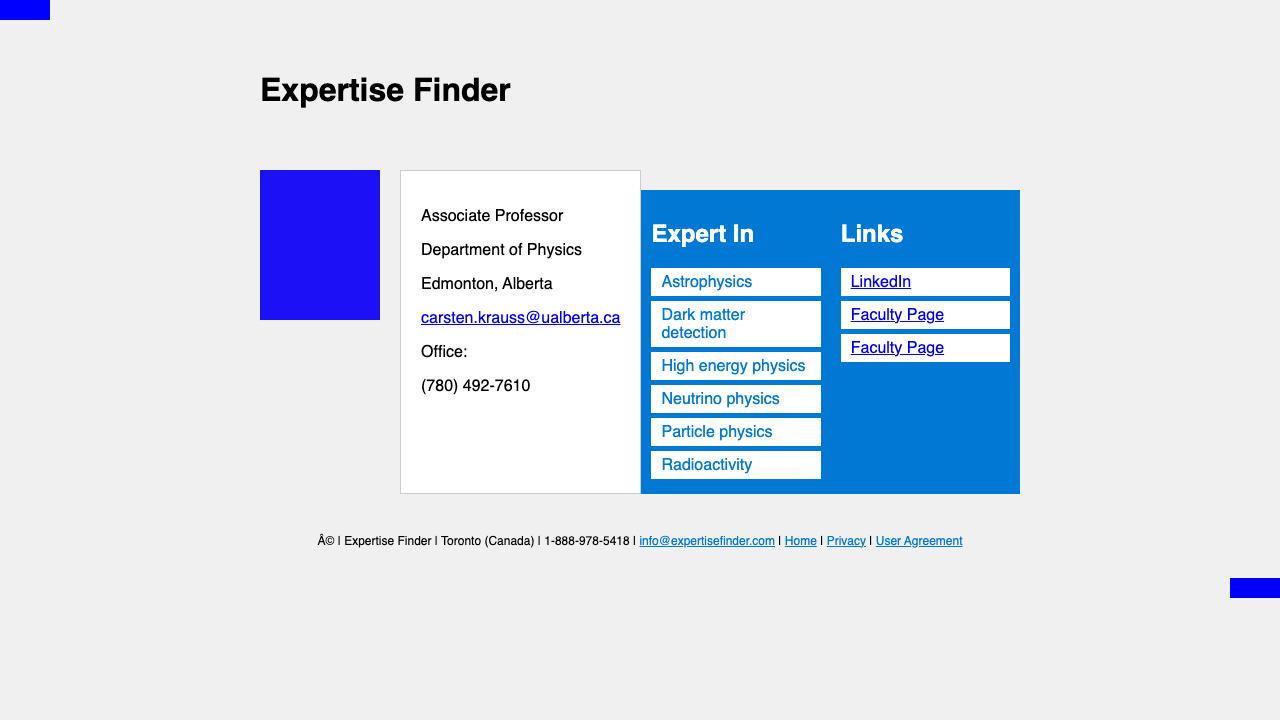 Expertise Finder
Associate Professor
Department of Physics
Edmonton, Alberta
carsten.krauss@ualberta.ca
Office:
(780) 492-7610
Expert In
Astrophysics
Dark matter
detection
High energy physics
Neutrino physics
Particle physics
Radioactivity
Links
LinkedIn
Faculty Page
Faculty Page
Â© | Expertise Finder | Toronto (Canada) | 1-888-978-5418 | info@expertisefinder.com | Home | Privacy | User Agreement